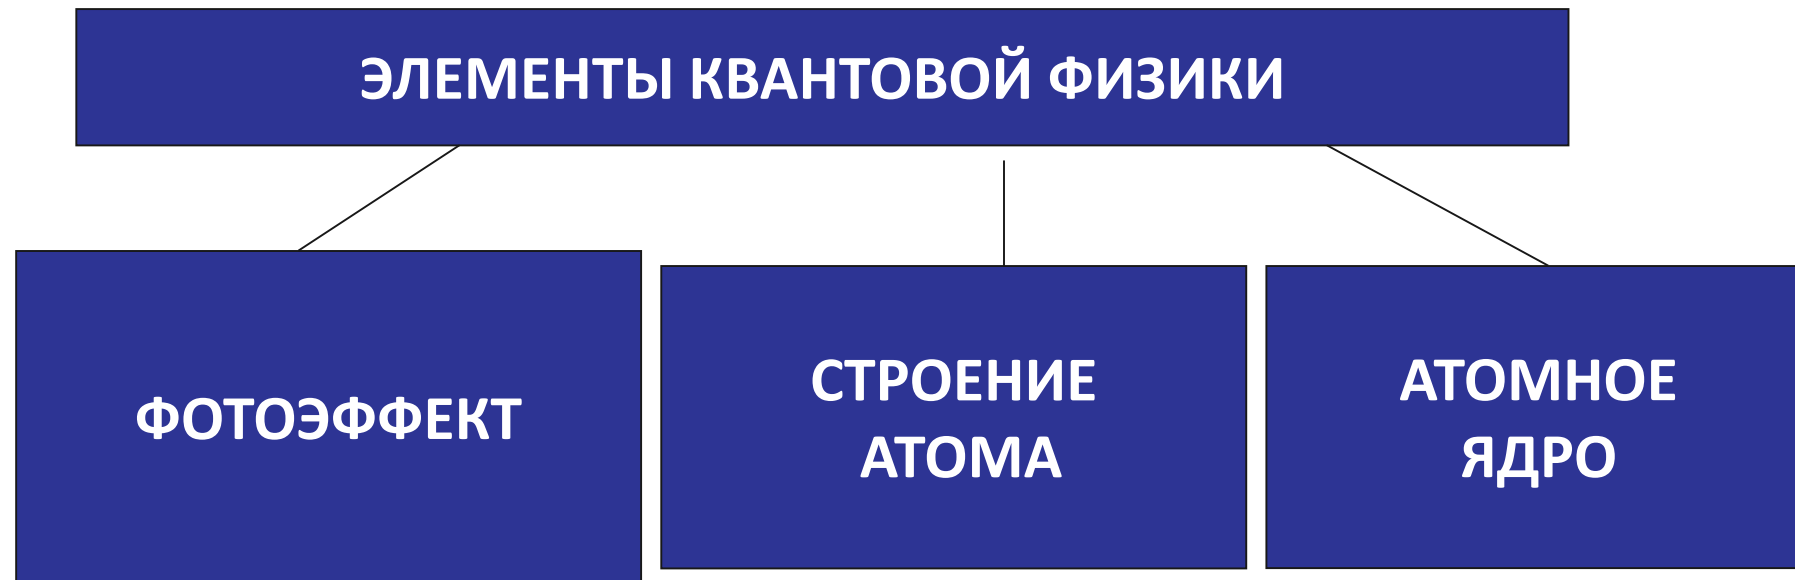 ЭЛЕМЕНТЫ КВАНТОВОЙ ФИЗИКИ
ФОТОЭФФЕКТ
СТРОЕНИЕ
АТОМА
АТОМНОЕ
ЯДРО